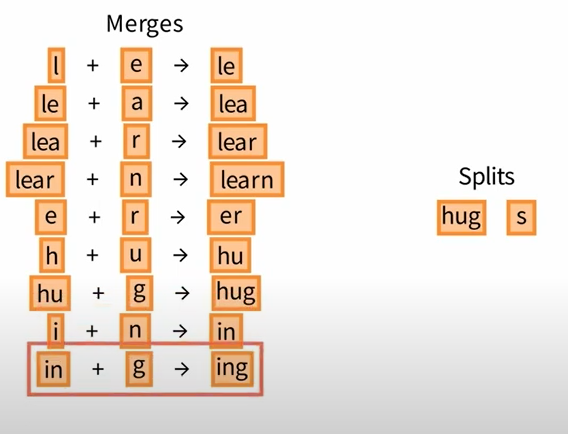 Merges
l + e → le
le + a → lea
lea + r → lear
lear + n → learn
e + r → er
h + u → hu
hu + g → hug
i + n → in
in + g → ing
Splits
hug s